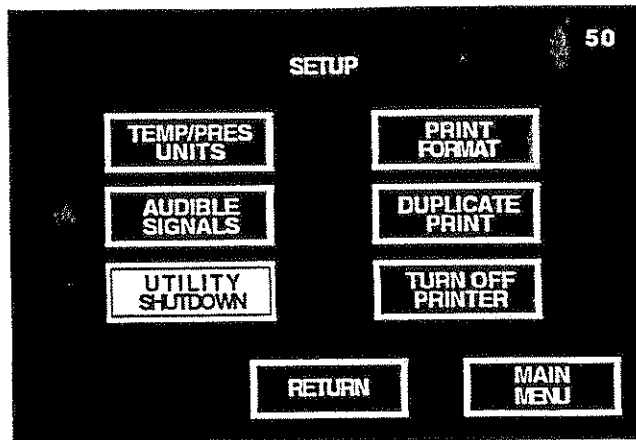 50
SETUP
TEMP/PRES
UNITS
PRINT
FORMAT
AUDIBLE
SIGNALS
DUPLICATE
PRINT
UTILITY
SHUTDOWN
TURN OFF
PRINTER
RETURN
MAIN
MENU